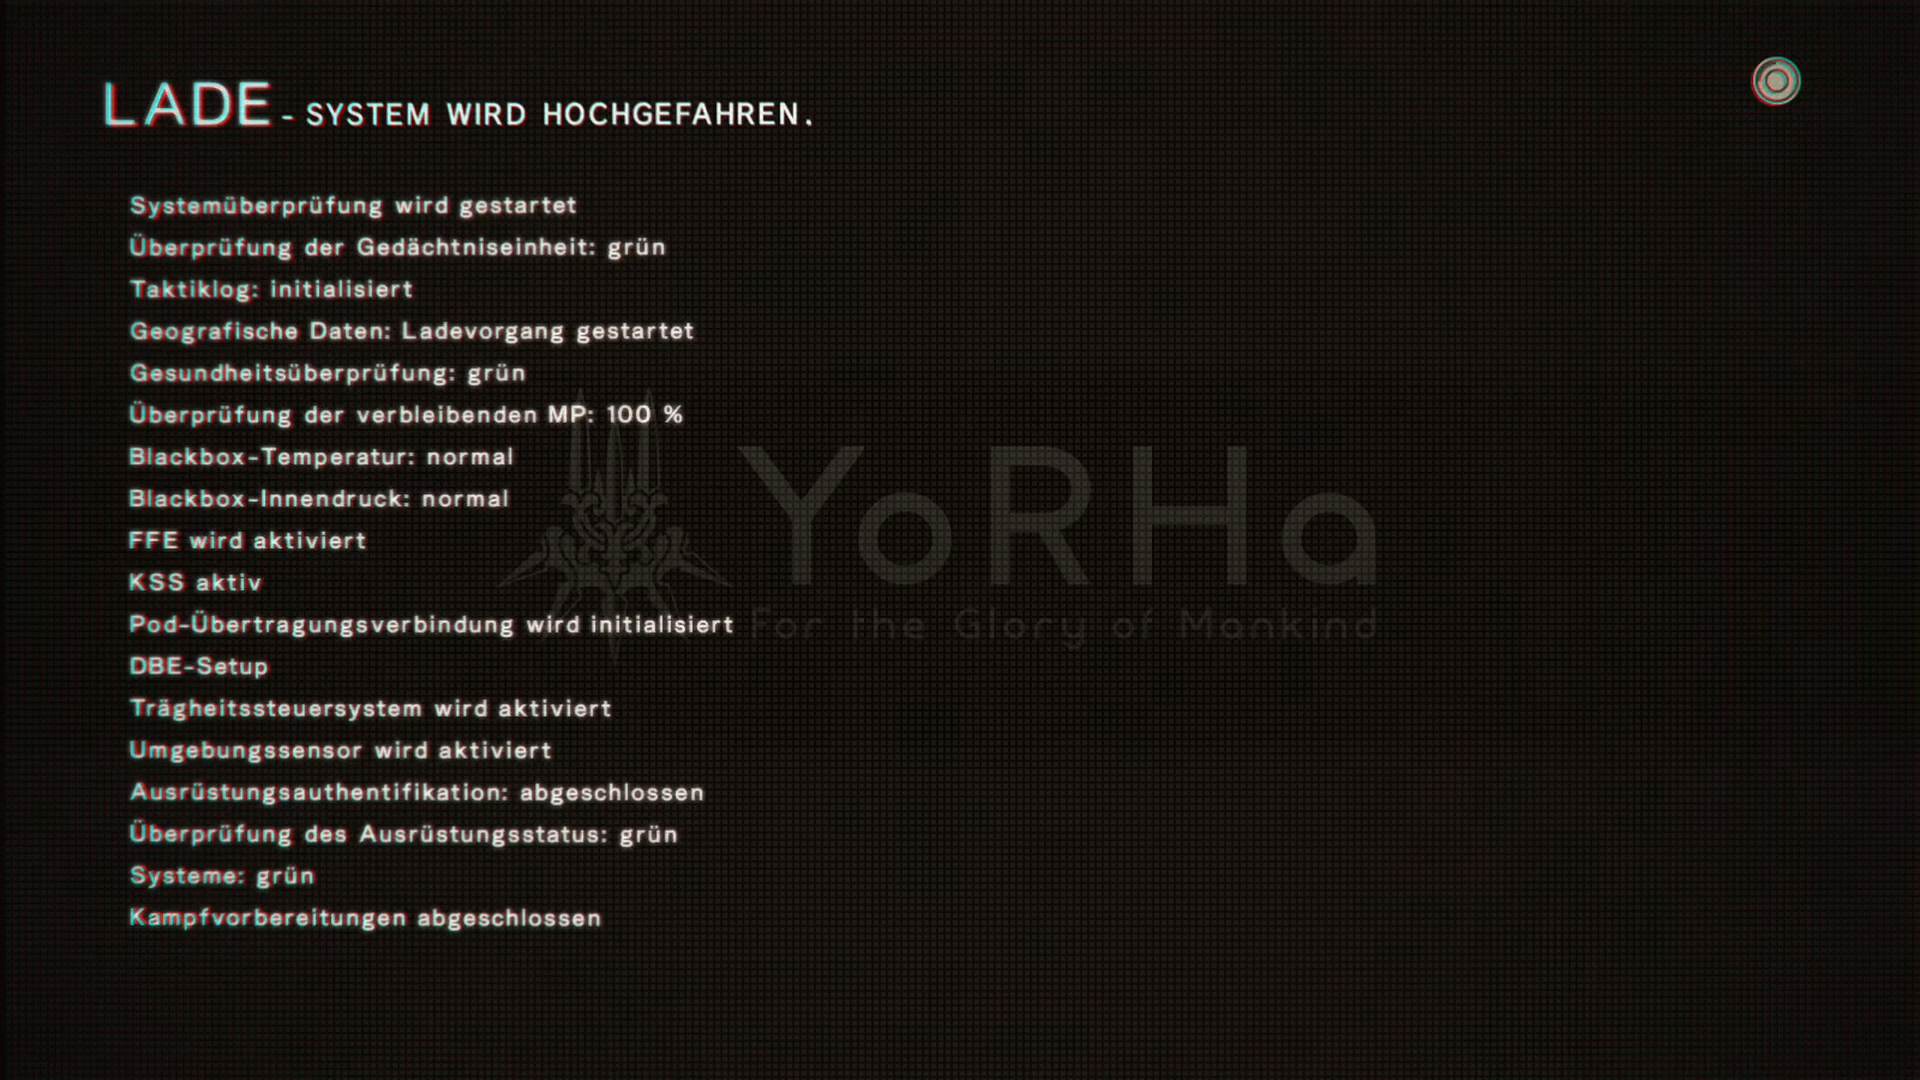 LADE - SYSTEM WIRD HOCHGEFAHREN.
Systemüberprüfung wird gestartet
Überprüfung der Gedächtniseinheit: grün
Taktiklog: initialisiert
Geografische Daten: Ladevorgang gestartet
Gesundheitsüberprüfung: grün
Überprüfung der verbleibenden MP: 100 %
Blackbox-Temperatur: normal
Blackbox-Innendruck: normal
FFE wird aktiviert
KSS aktiv
Pod-Übertragungsverbindung wird initialisiert
DBE-Setup
Trägheitssteuersystem wird aktiviert
Umgebungssensor wird aktiviert
Ausrüstungsauthentifikation: abgeschlossen
Überprüfung des Ausrüstungsstatus: grün
Systeme: grün
Kampfvorbereitungen abgeschlossen
YoRHa
For the Glory of Mankind